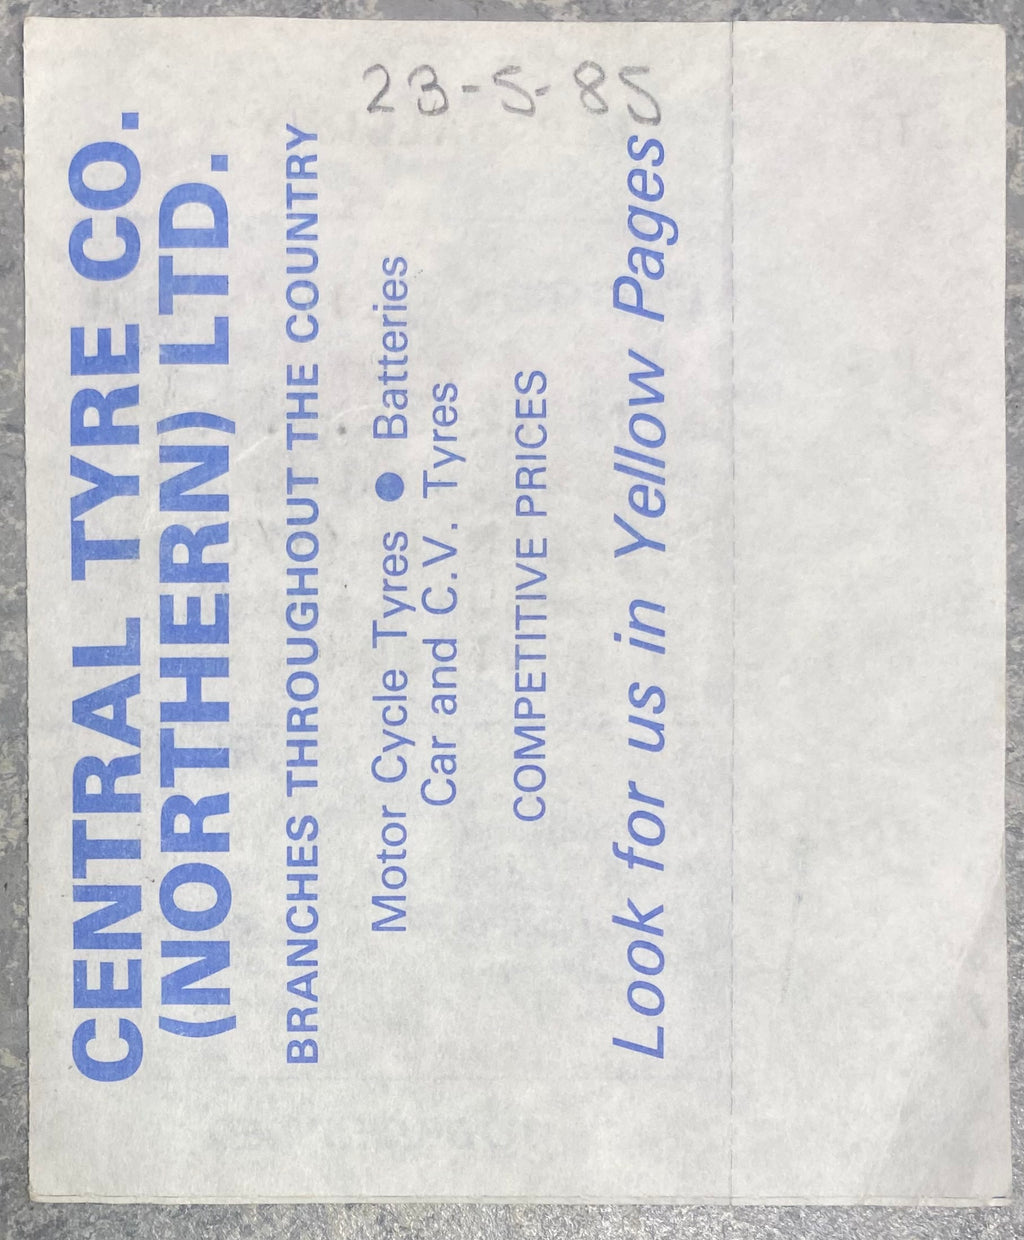 23-5-85
CENTRAL TYRE CO.
(NORTHERN) LTD.
BRANCHES THROUGHOUT THE COUNTRY
Motor Cycle Tyres ● Batteries
Car and C.V. Tyres
COMPETITIVE PRICES
Look for us in Yellow Pages